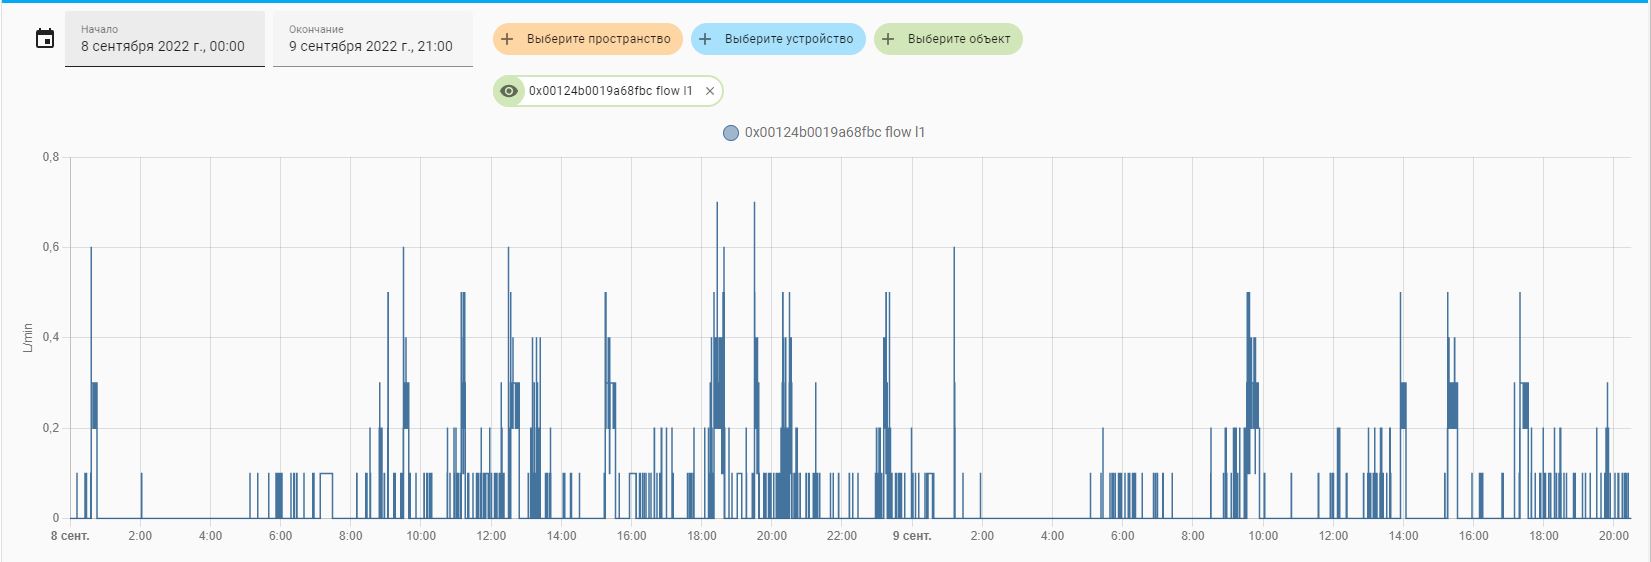 Начало
8 сентября 2022 г., 00:00
Окончание
9 сентября 2022 г., 21:00
Выберите пространство
Выберите устройство
Выберите объект
0x00124b0019a68fbc flow l1
0x00124b0019a68fbc flow l1
0,8
0,6
0,4
0,2
0
L/min
8 сент. 2:00 4:00 6:00 8:00 10:00 12:00 14:00 16:00 18:00 20:00 22:00 9 сент. 2:00 4:00 6:00 8:00 10:00 12:00 14:00 16:00 18:00 20:00